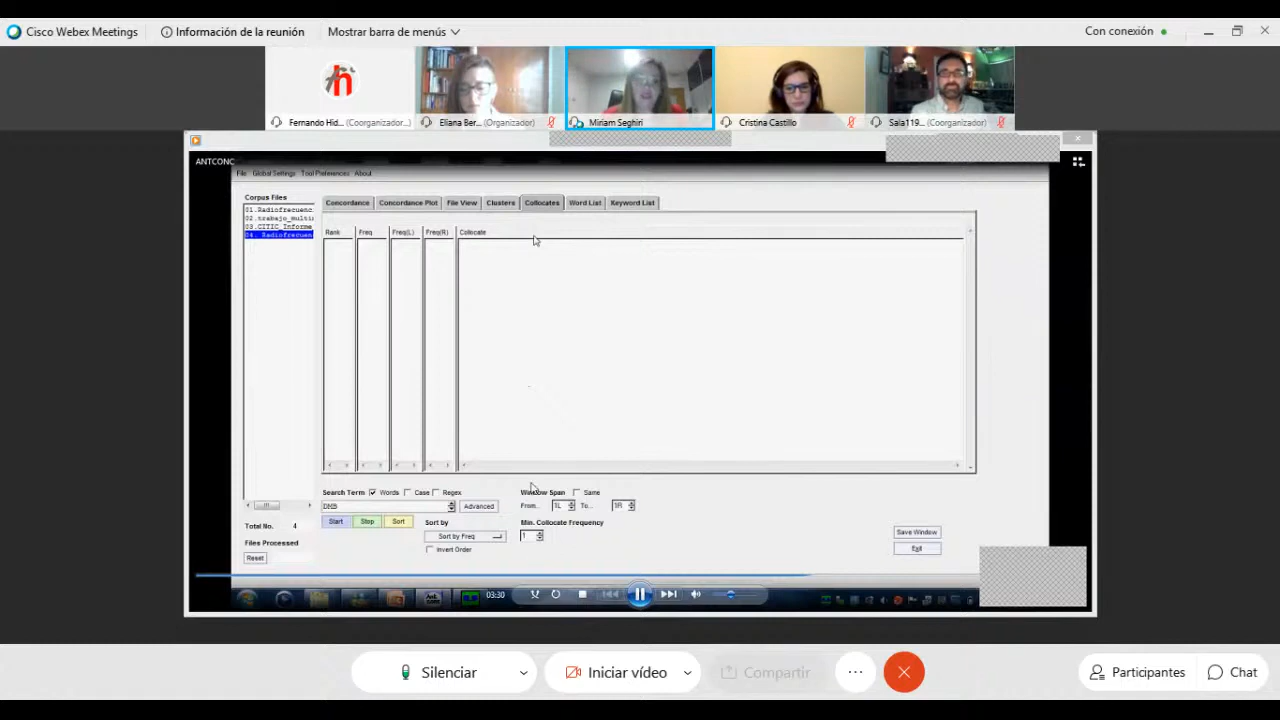 Cisco Webex Meetings
Información de la reunión
Mostrar barra de menús
Con conexión
h
Fernando Hid... (Coorganizador...)
Eliana Ber... (Organizador)
Miriam Seghiri
Cristina Castillo
Sala119... (Coorganizador)
ANTCONC
File Global Settings Tool Preferences About
Corpus Files
01.Radiofrecuenc
02.trabajo_multi
03.CITIC_Informe
04. Radiofrecuen
Concordance Concordance Plot File View Clusters Collocates Word List Keyword List
Rank Freq Freq(L) Freq(R) Collocate
Search Term Words Case Regex
Advanced
Start Stop Sort
Sort by
Sort by Freq
Invert Order
Window Span Same
From... 1L To... 1R
Min. Collocate Frequency
1
Total No. 4
Files Processed
Reset
Save Window
Exit
03:30
Silenciar
Iniciar vídeo
Compartir
Participantes
Chat